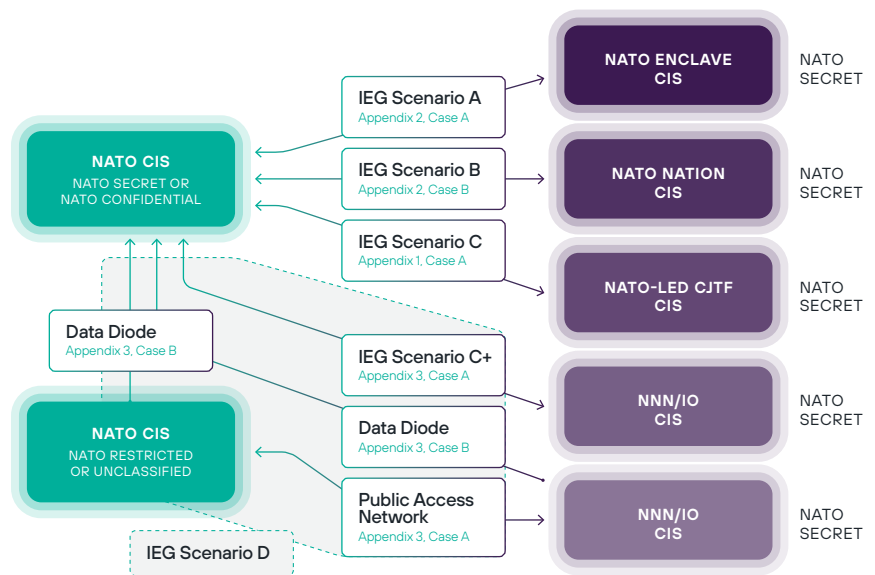 NATO ENCLAVE
CIS
NATO
SECRET
IEG Scenario A
Appendix 2, Case A
NATO CIS
NATO SECRET OR
NATO CONFIDENTIAL
IEG Scenario B
Appendix 2, Case B
NATO NATION
CIS
NATO
SECRET
IEG Scenario C
Appendix 1, Case A
NATO-LED CJTF
CIS
NATO
SECRET
Data Diode
Appendix 3, Case B
IEG Scenario C+
Appendix 3, Case A
NNN/IO
CIS
NATO
SECRET
NATO CIS
NATO RESTRICTED
OR UNCLASSIFIED
Data Diode
Appendix 3, Case B
Public Access
Network
Appendix 3, Case A
NNN/IO
CIS
NATO
SECRET
IEG Scenario D